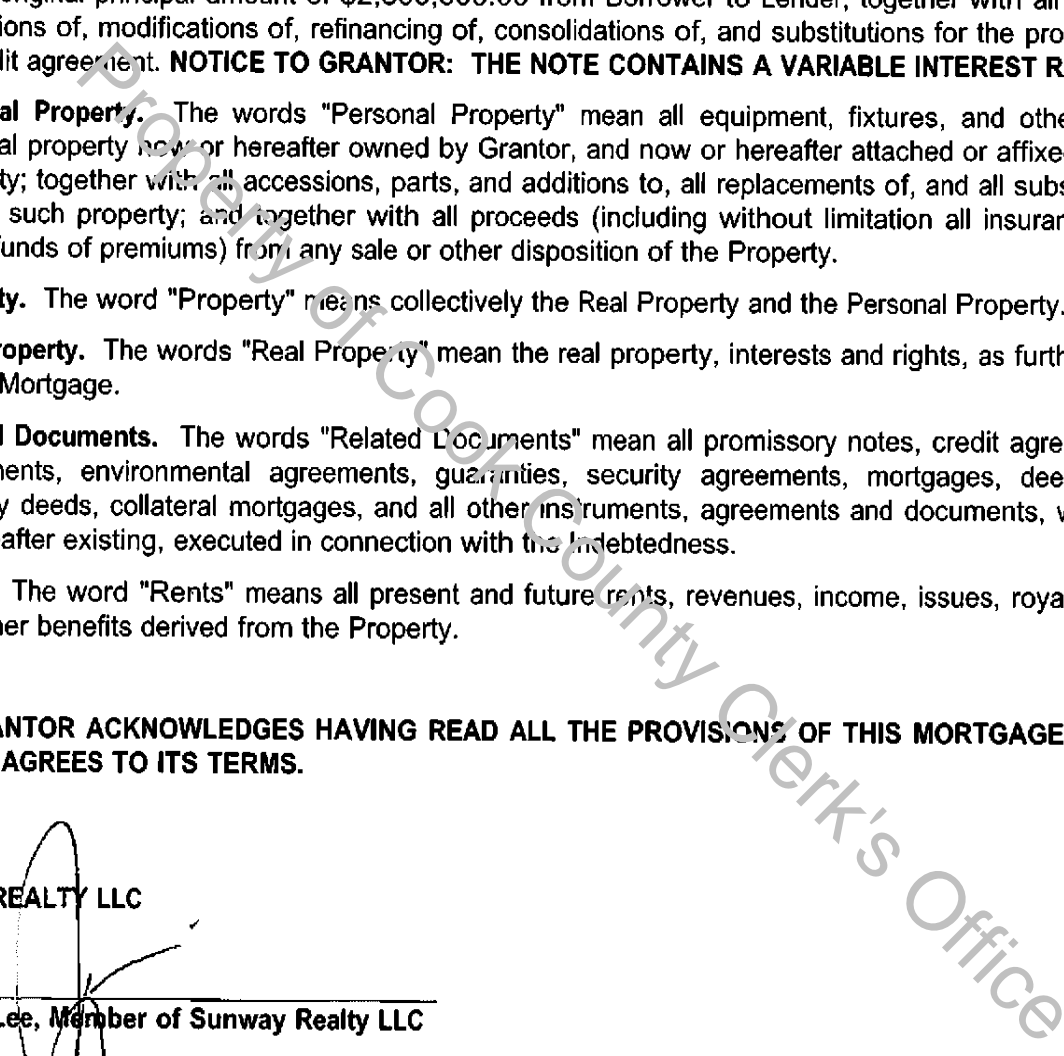 original principal amount of $2, from Borrower to Lender, together with all
ions of, modifications of, refinancing of, consolidations of, and substitutions for the pro
lit agreement. NOTICE TO GRANTOR: THE NOTE CONTAINS A VARIABLE INTEREST R
al Property. The words "Personal Property" mean all equipment, fixtures, and othe
al property now or hereafter owned by Grantor, and now or hereafter attached or affixe
ty; together with all accessions, parts, and additions to, all replacements of, and all subs
such property; and together with all proceeds (including without limitation all insuran
funds of premiums) from any sale or other disposition of the Property.
ty. The word "Property" means collectively the Real Property and the Personal Property.
roperty. The words "Real Property" mean the real property, interests and rights, as furth
Mortgage.
d Documents. The words "Related Documents" mean all promissory notes, credit agre
nents, environmental agreements, guaranties, security agreements, mortgages, dee
y deeds, collateral mortgages, and all other instruments, agreements and documents, w
after existing, executed in connection with the Indebtedness.
The word "Rents" means all present and future rents, revenues, income, issues, roya
ner benefits derived from the Property.
ANTOR ACKNOWLEDGES HAVING READ ALL THE PROVISIONS OF THIS MORTGAGE
AGREES TO ITS TERMS.
REALTY LLC
Lee, Member of Sunway Realty LLC
Property of Cook County Clerk's Office